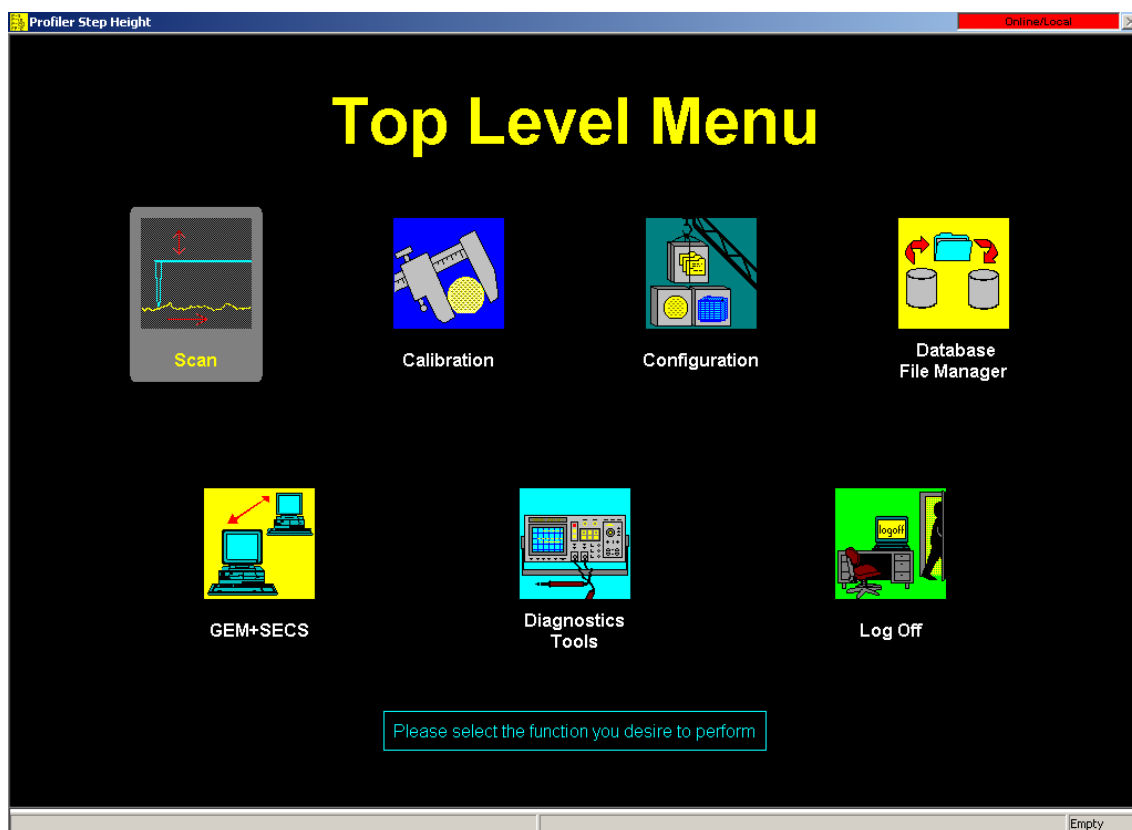 Profiler Step Height
Online/Local
Top Level Menu
Scan
Calibration
Configuration
Database
File Manager
logoff
GEM+SECS
Diagnostics
Tools
Log Off
Please select the function you desire to perform
Empty